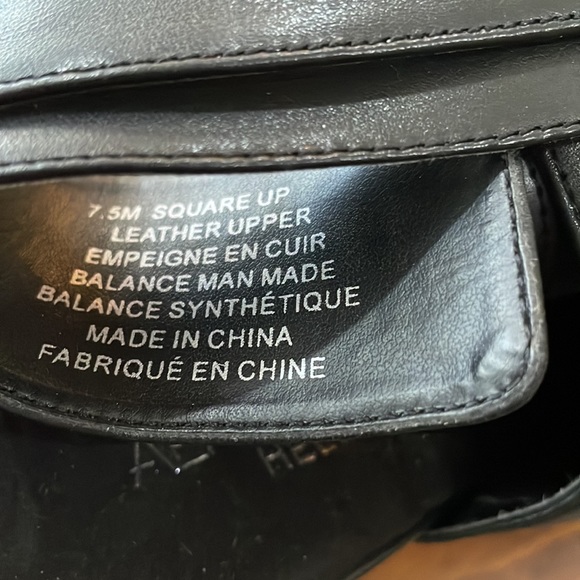 7.5M SQUARE UP
LEATHER UPPER
EMPEIGNE EN CUIR
BALANCE MAN MADE
BALANCE SYNTHÉTIQUE
MADE IN CHINA
FABRIQUÉ EN CHINE